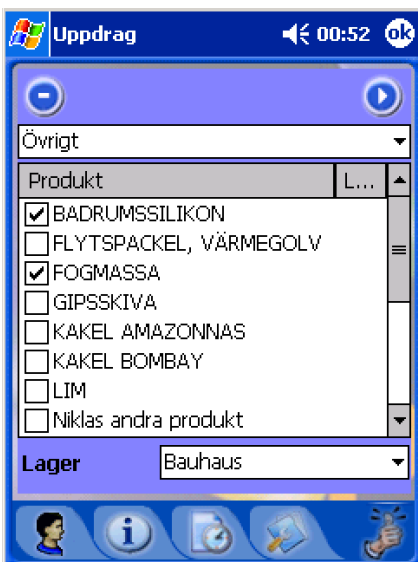 Uppdrag 00:52 ok
Övrigt
Produkt L...
BADRUMSSILIKON
FLYTSPACKEL, VÄRMEGOLV
FOGMASSA
GIPSSKIVA
KAKEL AMAZONNAS
KAKEL BOMBAY
LIM
Niklas andra produkt
Lager Bauhaus